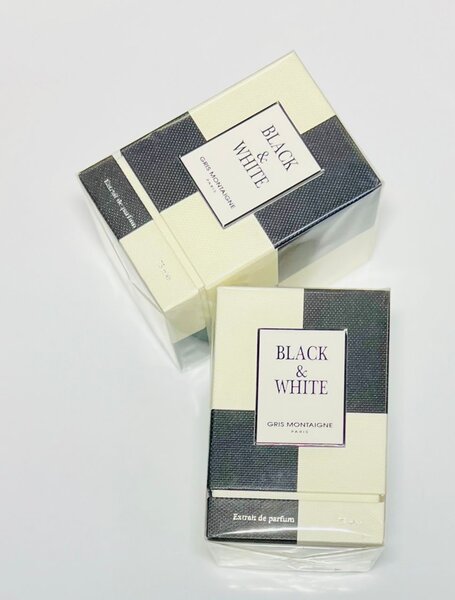 BLACK
&
WHITE
GRIS MONTAIGNE
PARIS
Extrait de parfum
BLACK
&
WHITE
GRIS MONTAIGNE
PARIS
Extrait de parfum